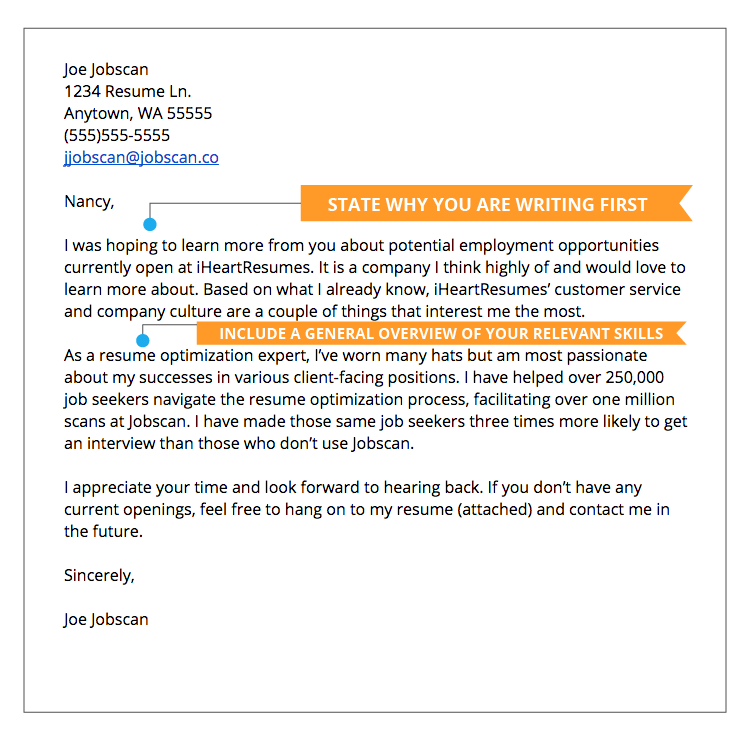 Joe Jobscan
1234 Resume Ln.
Anytown, WA 55555
(555)555-5555
jjobscan@jobscan.co
Nancy,
STATE WHY YOU ARE WRITING FIRST
I was hoping to learn more from you about potential employment opportunities
currently open at iHeartResumes. It is a company I think highly of and would love to
learn more about. Based on what I already know, iHeartResumes’ customer service
and company culture are a couple of things that interest me the most.
INCLUDE A GENERAL OVERVIEW OF YOUR RELEVANT SKILLS
As a resume optimization expert, I’ve worn many hats but am most passionate
about my successes in various client-facing positions. I have helped over 250,000
job seekers navigate the resume optimization process, facilitating over one million
scans at Jobscan. I have made those same job seekers three times more likely to get
an interview than those who don’t use Jobscan.
I appreciate your time and look forward to hearing back. If you don’t have any
current openings, feel free to hang on to my resume (attached) and contact me in
the future.
Sincerely,
Joe Jobscan